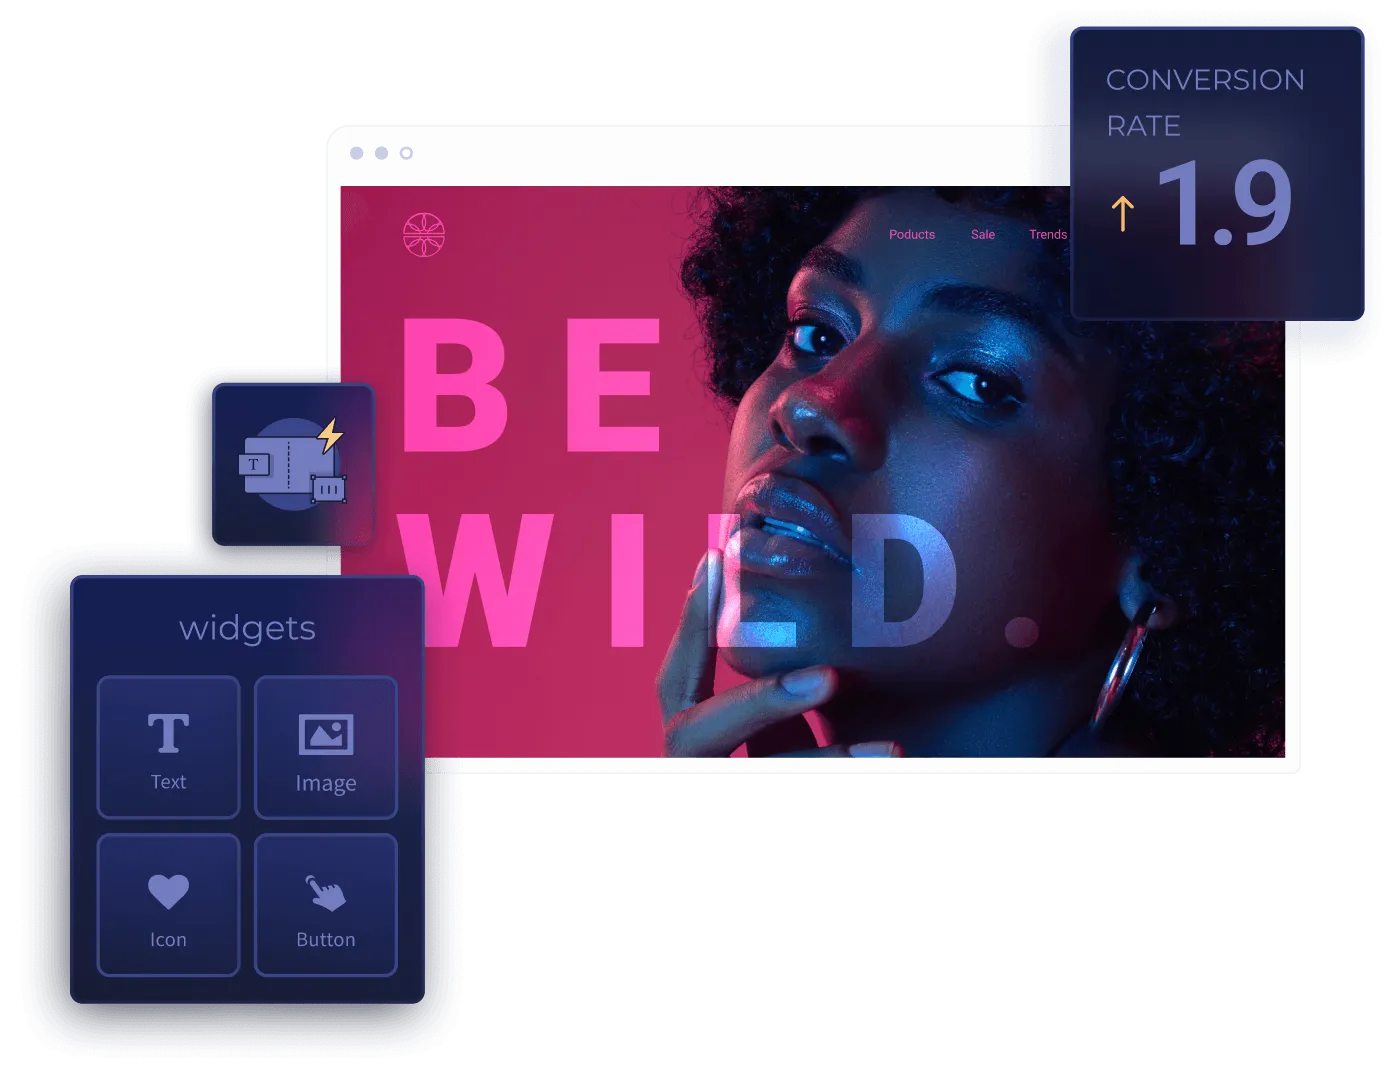 CONVERSION
RATE
1.9
Poducts Sale Trends
BE
WILD.
T
widgets
T
Text Image
Icon Button